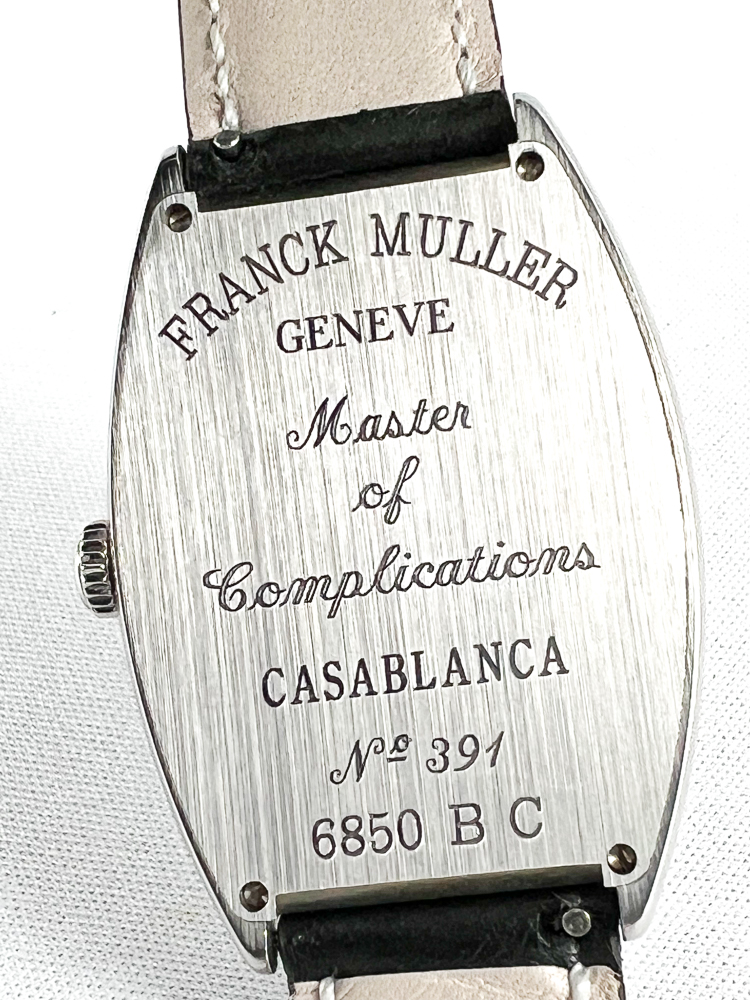 FRANCK MULLER
GENEVE
Master
of
Complications
CASABLANCA
Nº 391
6850 B C